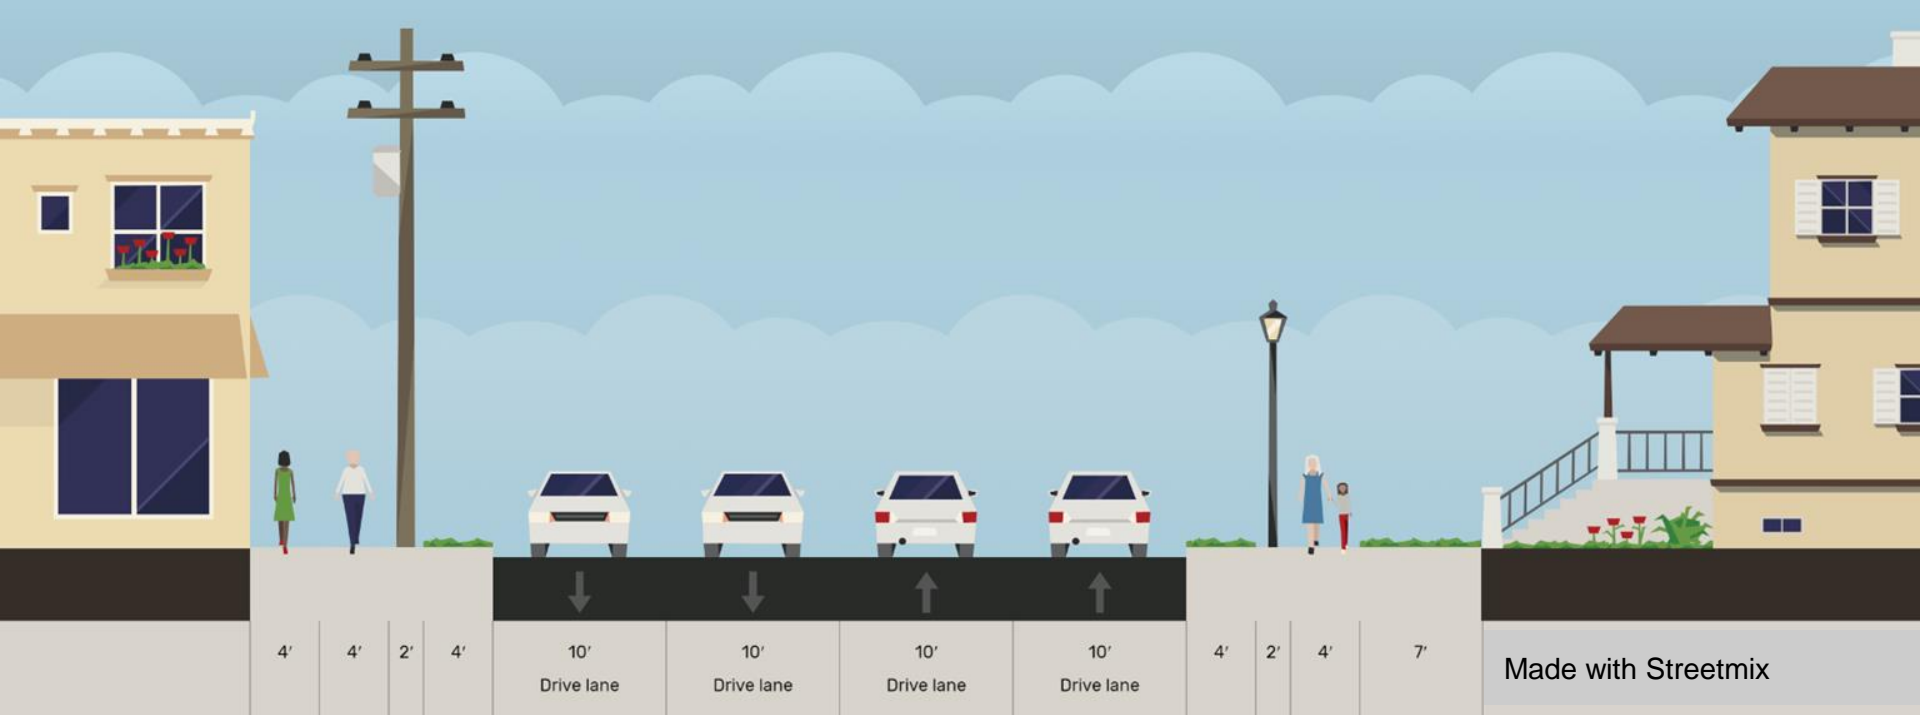 4′ 4′ 2′ 4′ 10′ 10′ 10′ 10′ 4′ 2′ 4′ 7′
Drive lane Drive lane Drive lane Drive lane
Made with Streetmix